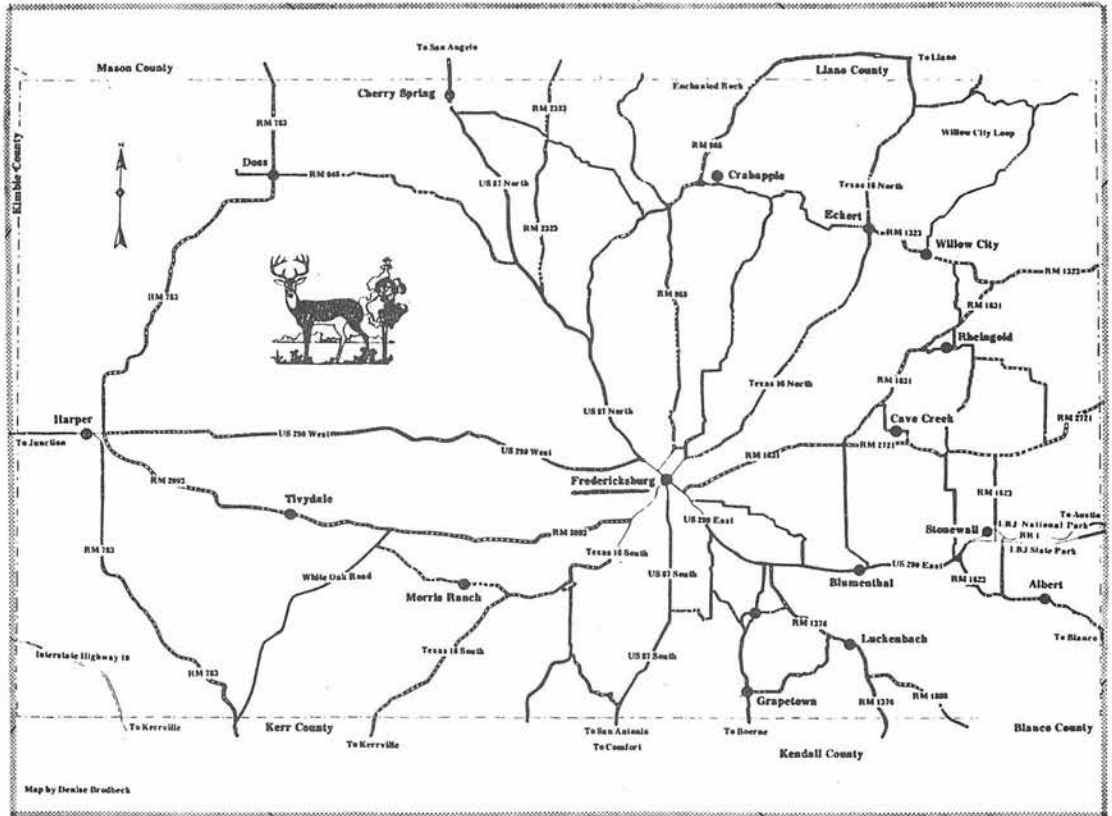 To San Angelo
To Llano
Mason County
Llano County
Cherry Spring
Enchanted Rock
RM 2323
RM 783
Willow City Loop
Kimble County
N
RM 965
Doss
RM 648
US 87 North
Crabapple
Texas 16 North
Eckert
RM 1323
RM 2323
Willow City
RM 1323
RM 783
RM 965
RM 1631
Rheingold
Texas 16 North
RM 1631
US 87 North
Harper
Cave Creek
RM 2721
To Junction
US 290 West
US 290 West
RM 2721
RM 1631
Fredericksburg
RM 2093
RM 1623
Tivydale
US 290 East
To Austin
LBJ National Park
Stonewall
RR 1
RM 2093
LBJ State Park
RM 783
Texas 16 South
White Oak Road
US 87 South
US 290 East
Blumenthal
RM 1623
Morris Ranch
Albert
RM 1376
To Blanco
Luckenbach
Interstate Highway 10
Texas 16 South
US 87 South
RM 783
RM 1888
Grapetown
RM 1376
To Kerrville
Kerr County
To San Antonio
To Boerne
Blanco County
To Kerrville
To Comfort
Kendall County
Map by Denise Brodbeck